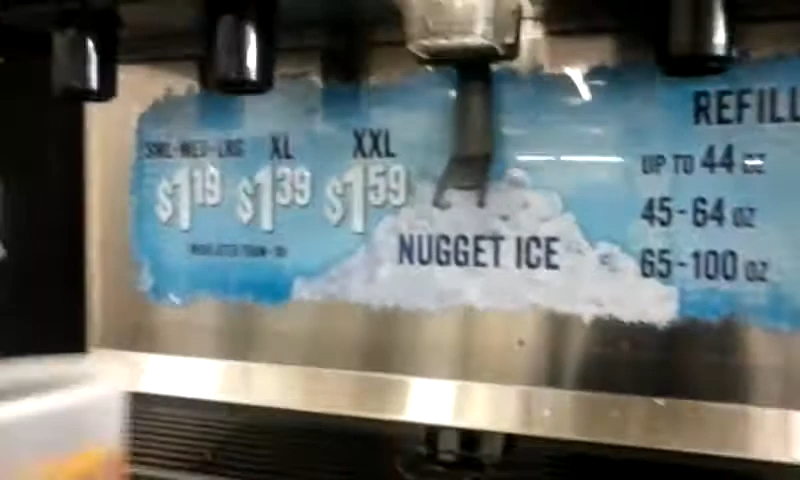 SML-MED-LRG XL XXL
$1.19 $1.39 $1.59
NUGGET ICE
REFILL
UP TO 44 OZ
45-64 OZ
65-100 OZ